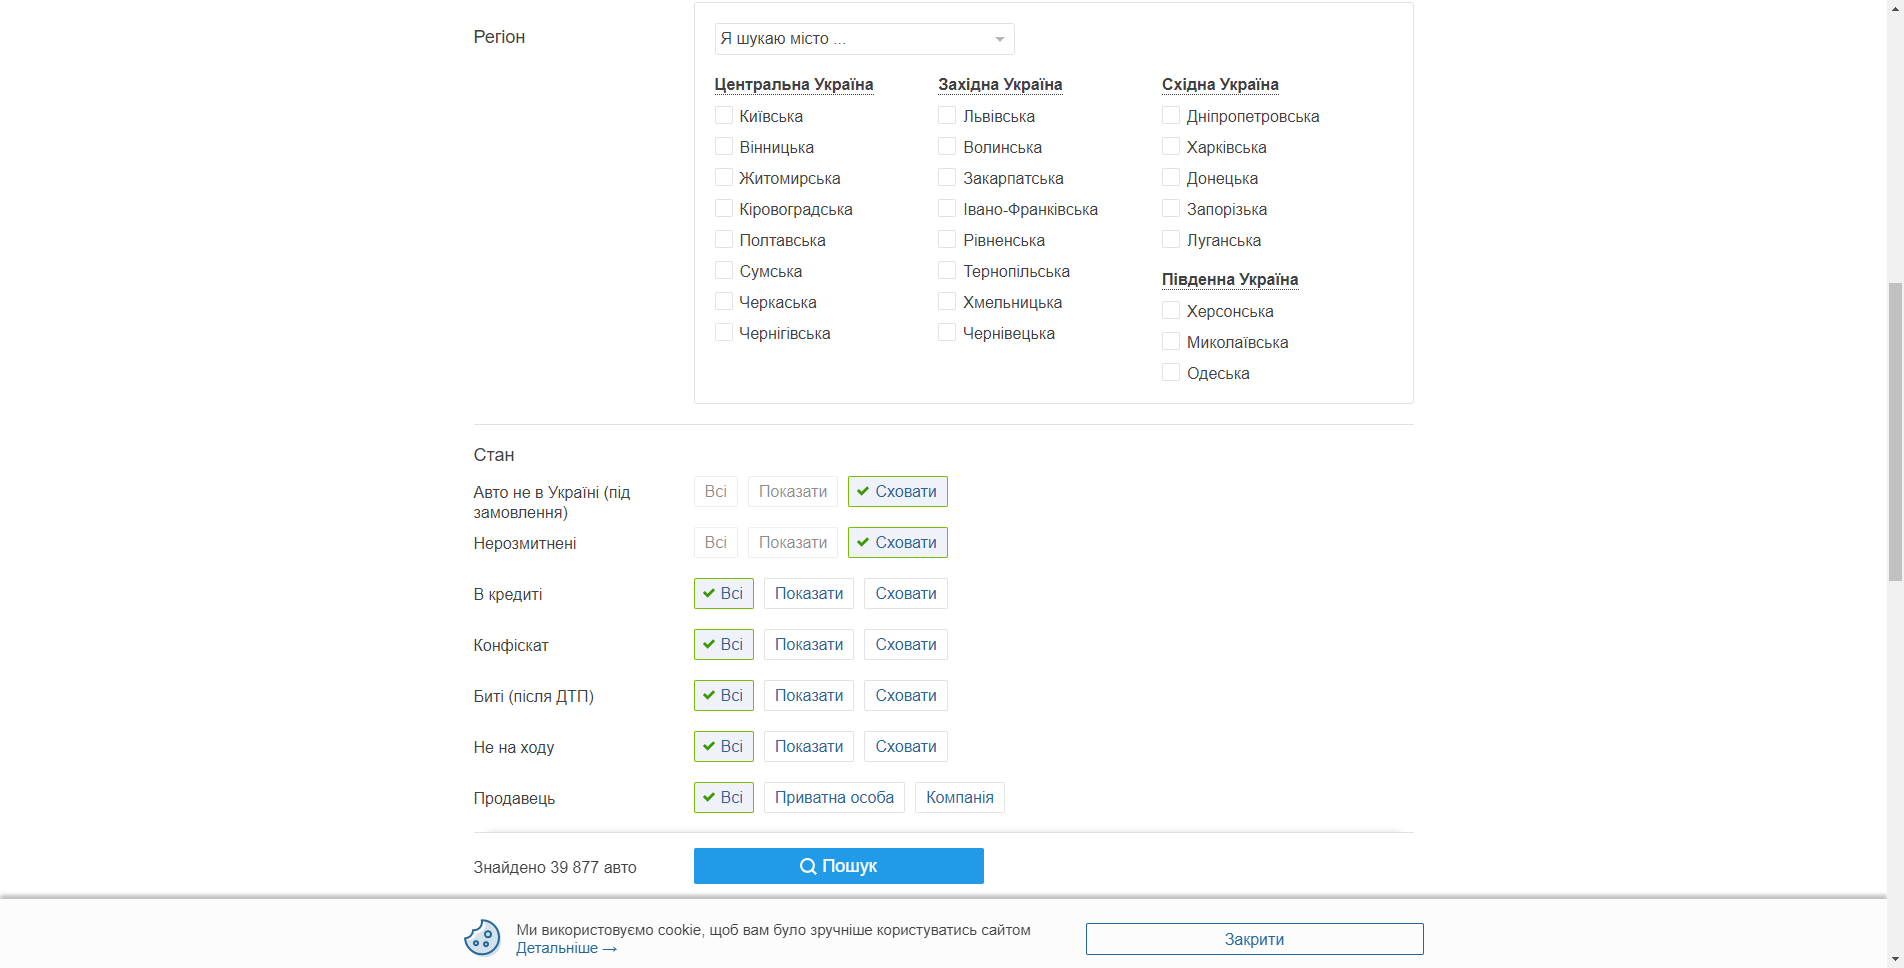 Регіон
Я шукаю місто ...
Центральна Україна
Київська
Вінницька
Житомирська
Кіровоградська
Полтавська
Сумська
Черкаська
Чернігівська
Західна Україна
Львівська
Волинська
Закарпатська
Івано-Франківська
Рівненська
Тернопільська
Хмельницька
Чернівецька
Східна Україна
Дніпропетровська
Харківська
Донецька
Запорізька
Луганська
Південна Україна
Херсонська
Миколаївська
Одеська
Стан
Авто не в Україні (під
замовлення)
Всі Показати Сховати
Нерозмитнені Всі Показати Сховати
В кредиті Всі Показати Сховати
Конфіскат Всі Показати Сховати
Биті (після ДТП) Всі Показати Сховати
Не на ходу Всі Показати Сховати
Продавець Всі Приватна особа Компанія
Знайдено 39 877 авто Пошук
Ми використовуємо cookie, щоб вам було зручніше користуватись сайтом
Детальніше →
Закрити